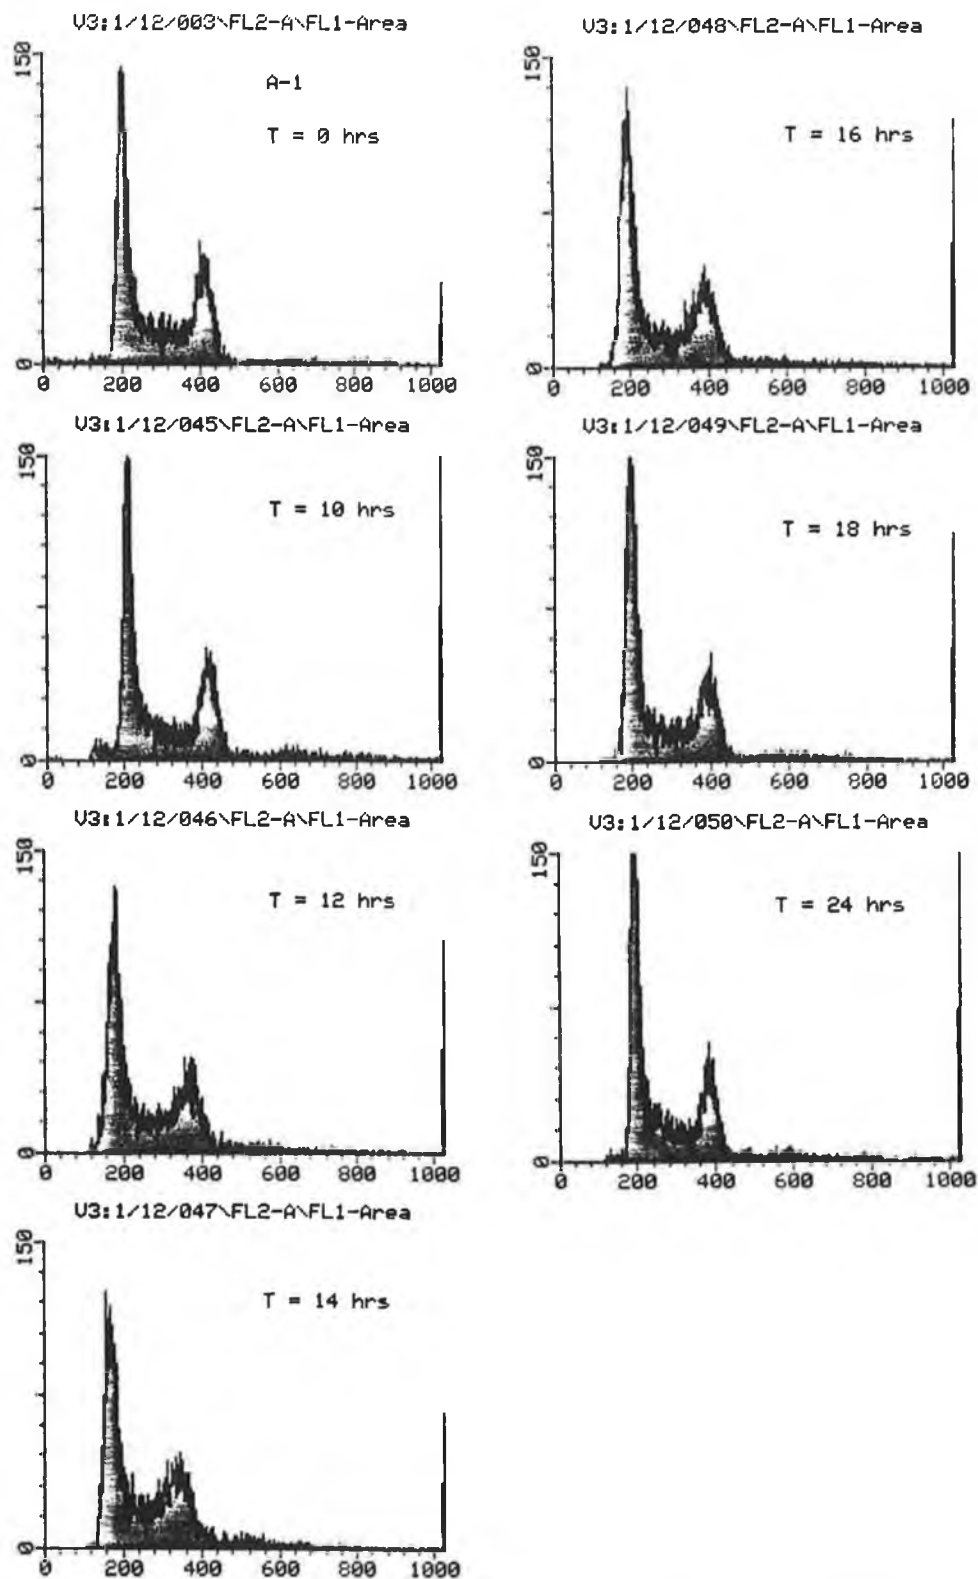 V3:1/12/003\FL2-A\FL1-Area
150
A-1
T = 0 hrs
0
0 200 400 600 800 1000
V3:1/12/045\FL2-A\FL1-Area
150
T = 10 hrs
0
0 200 400 600 800 1000
V3:1/12/046\FL2-A\FL1-Area
150
T = 12 hrs
0
0 200 400 600 800 1000
V3:1/12/047\FL2-A\FL1-Area
150
T = 14 hrs
0
0 200 400 600 800 1000
V3:1/12/048\FL2-A\FL1-Area
150
T = 16 hrs
0
0 200 400 600 800 1000
V3:1/12/049\FL2-A\FL1-Area
150
T = 18 hrs
0
0 200 400 600 800 1000
V3:1/12/050\FL2-A\FL1-Area
150
T = 24 hrs
0
0 200 400 600 800 1000